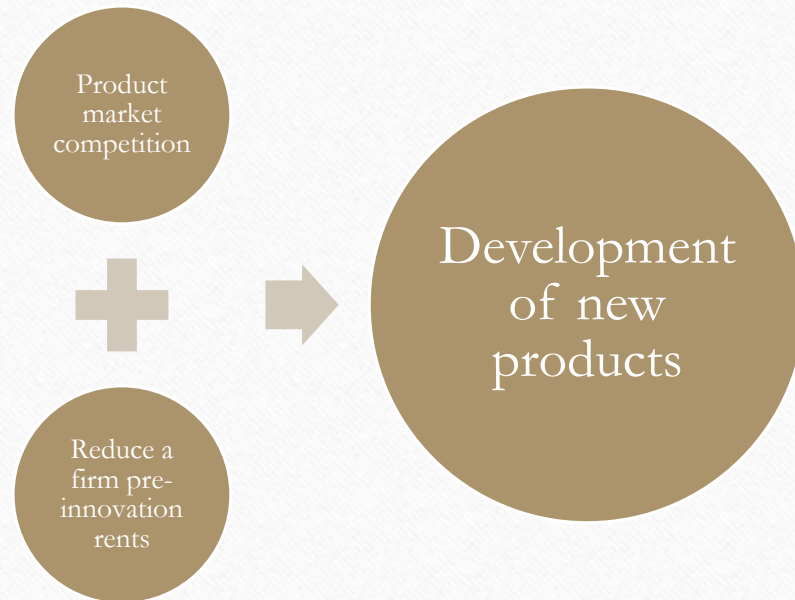 Product
market
competition
Reduce a
firm pre-
innovation
rents
Development
of new
products